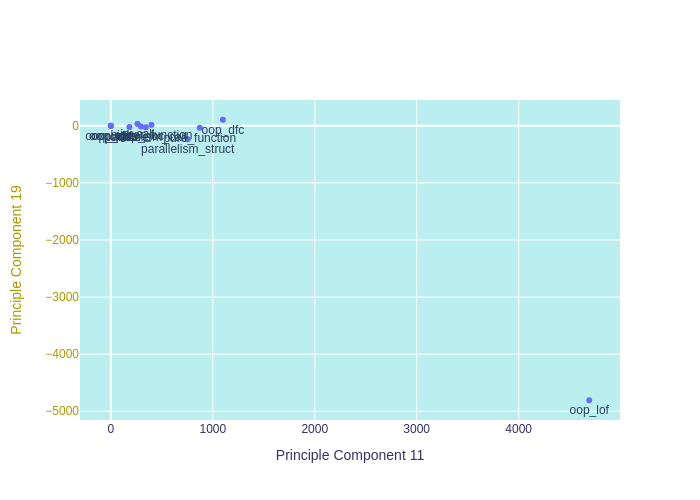 0
−1000
−2000
−3000
−4000
−5000
Principle Component 19
oop_dfc
parallelism_struct
oop_lof
0
1000
2000
3000
4000
Principle Component 11